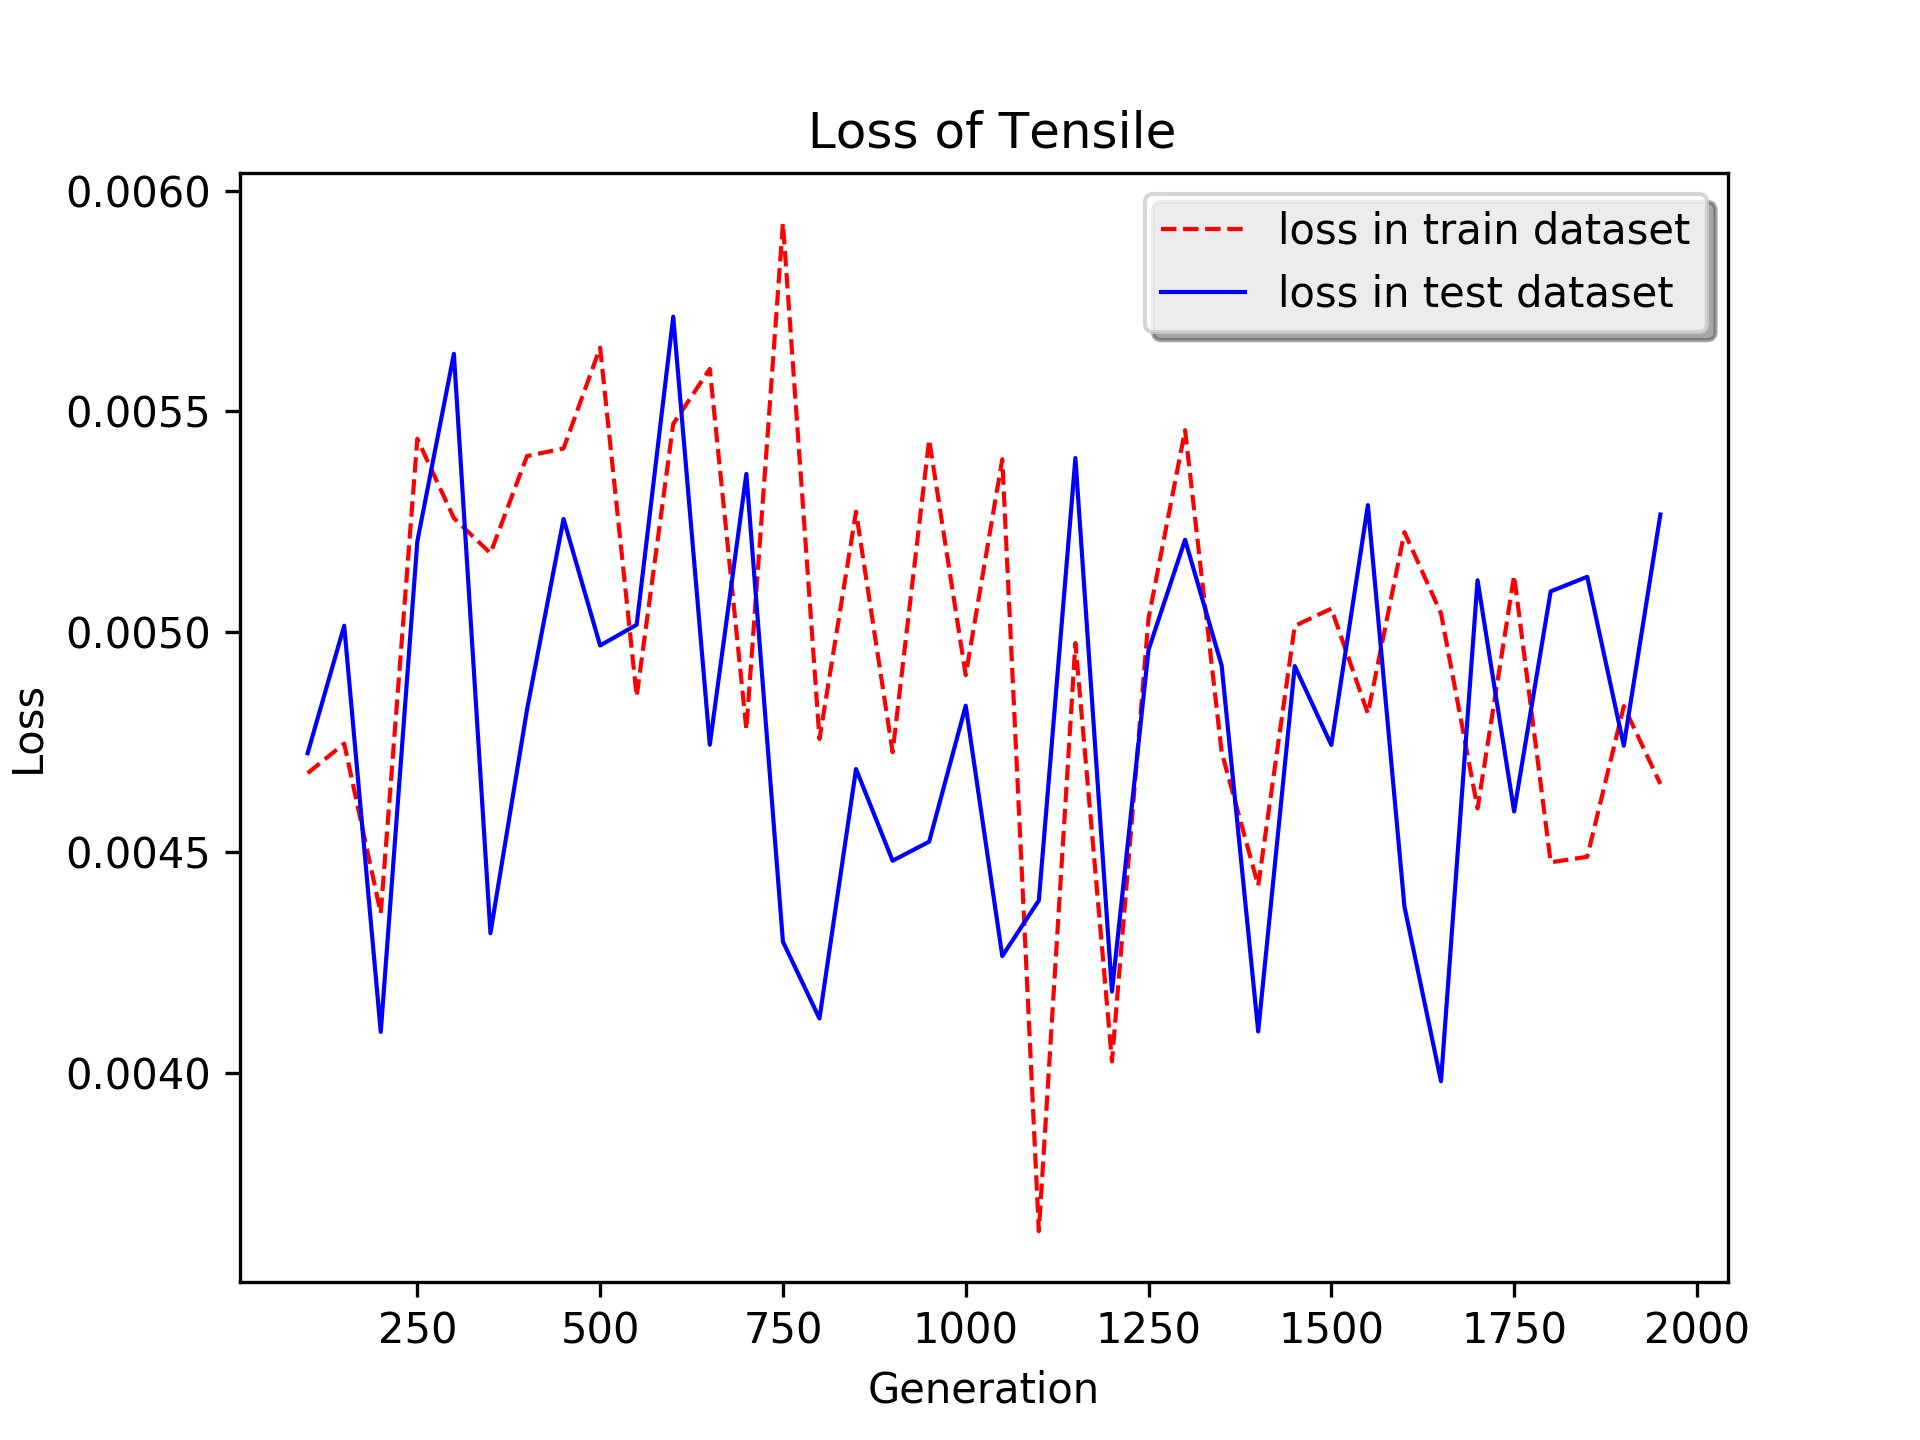 Loss of Tensile
0.0060
0.0055
0.0050
0.0045
0.0040
Loss
loss in train dataset
loss in test dataset
250 500 750 1000 1250 1500 1750 2000
Generation